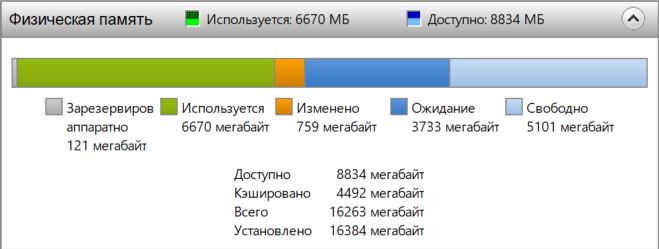 Физическая память Используется: 6670 МБ Доступно: 8834 МБ
Зарезервиров Используется Изменено Ожидание Свободно
аппаратно 6670 мегабайт 759 мегабайт 3733 мегабайт 5101 мегабайт
121 мегабайт
Доступно 8834 мегабайт
Кэшировано 4492 мегабайт
Всего 16263 мегабайт
Установлено 16384 мегабайт